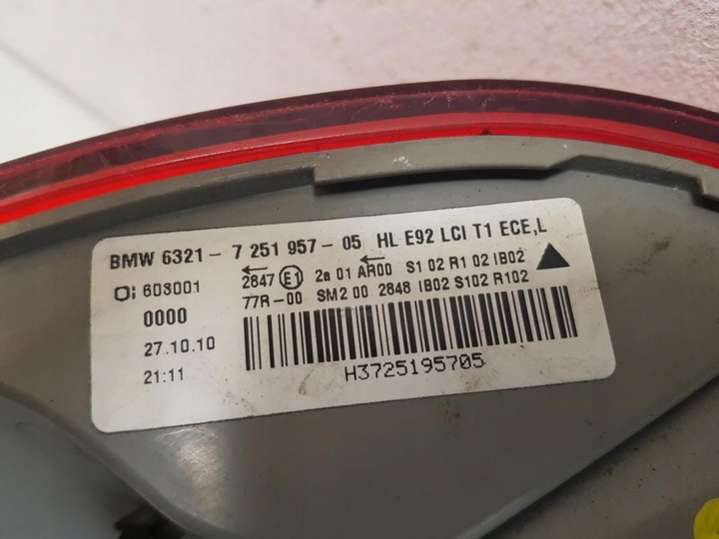 BMW 6321- 7 251 957- 05 HL E92 LCI T1 ECE,L
603001
2847 E1 2a 01 AR00 S1 02 R1 02 IB02
77R-00 SM2 00 2848 IB02 S102 R102
0000
27.10.10
21:11
H3725195705